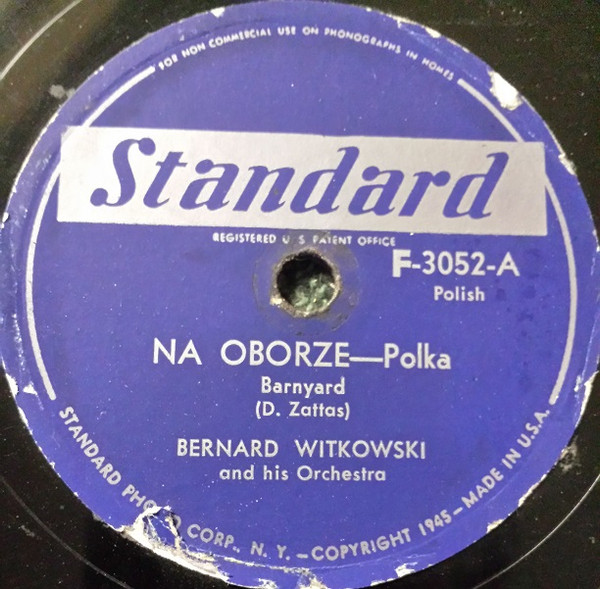 FOR NON COMMERCIAL USE ON PHONOGRAPHS IN HOMES
Standard
REGISTERED U S PATENT OFFICE
F-3052-A
Polish
NA OBORZE—Polka
Barnyard
(D. Zattas)
BERNARD WITKOWSKI
and his Orchestra
STANDARD CORP., N. Y.—COPYRIGHT 1945—MADE IN U.S.A.